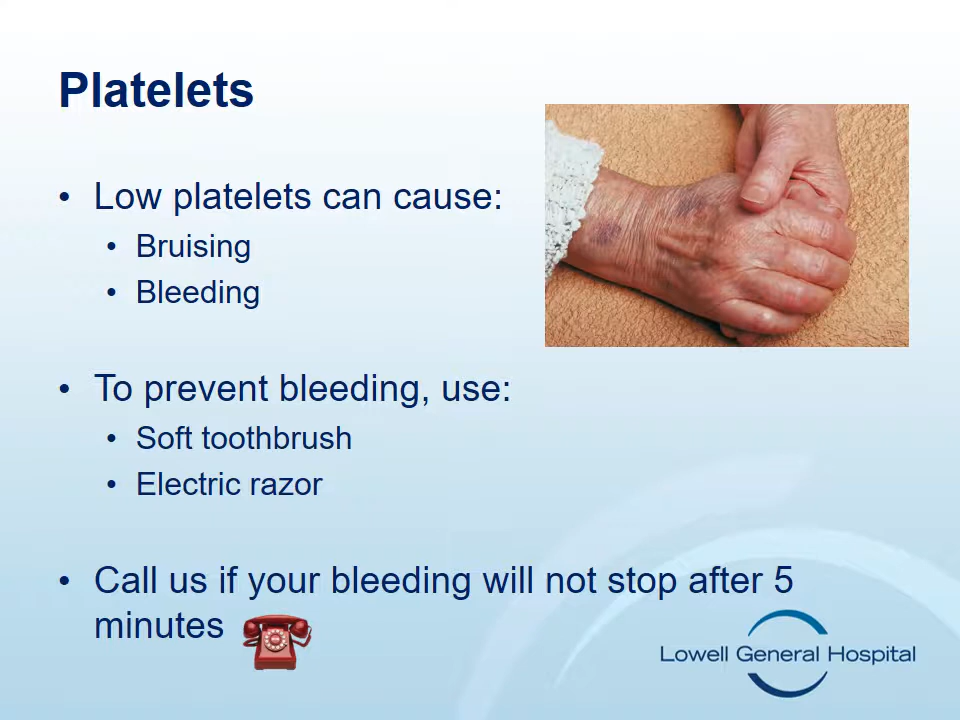 Platelets
• Low platelets can cause:
• Bruising
• Bleeding
• To prevent bleeding, use:
• Soft toothbrush
• Electric razor
• Call us if your bleeding will not stop after 5
minutes
Lowell General Hospital